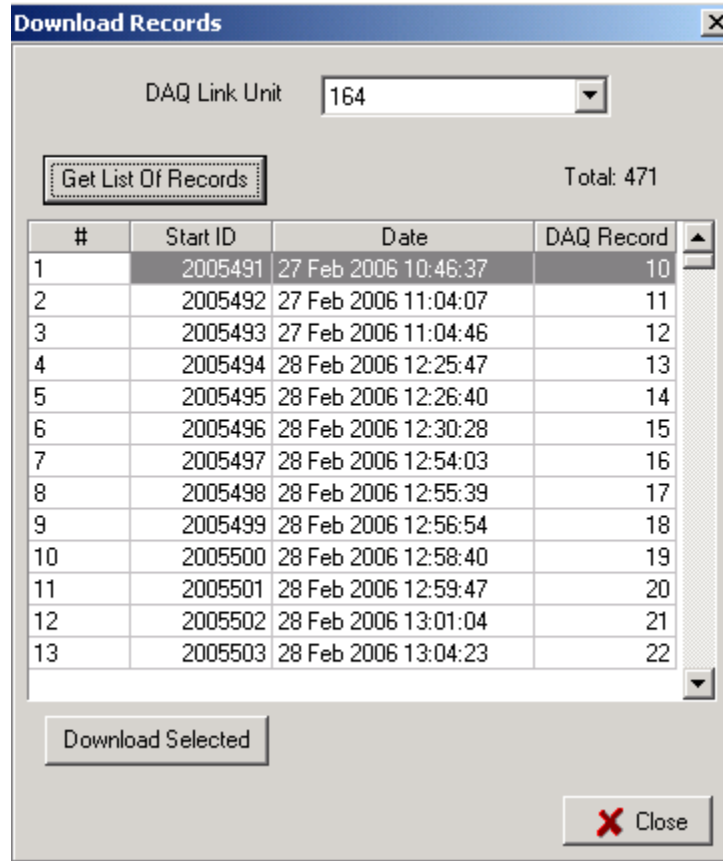 Download Records
DAQ Link Unit 164
Get List Of Records Total: 471
# Start ID Date DAQ Record
1 2005491 27 Feb 2006 10:46:37 10
2 2005492 27 Feb 2006 11:04:07 11
3 2005493 27 Feb 2006 11:04:46 12
4 2005494 28 Feb 2006 12:25:47 13
5 2005495 28 Feb 2006 12:26:40 14
6 2005496 28 Feb 2006 12:30:28 15
7 2005497 28 Feb 2006 12:54:03 16
8 2005498 28 Feb 2006 12:55:39 17
9 2005499 28 Feb 2006 12:56:54 18
10 2005500 28 Feb 2006 12:58:40 19
11 2005501 28 Feb 2006 12:59:47 20
12 2005502 28 Feb 2006 13:01:04 21
13 2005503 28 Feb 2006 13:04:23 22
Download Selected
Close